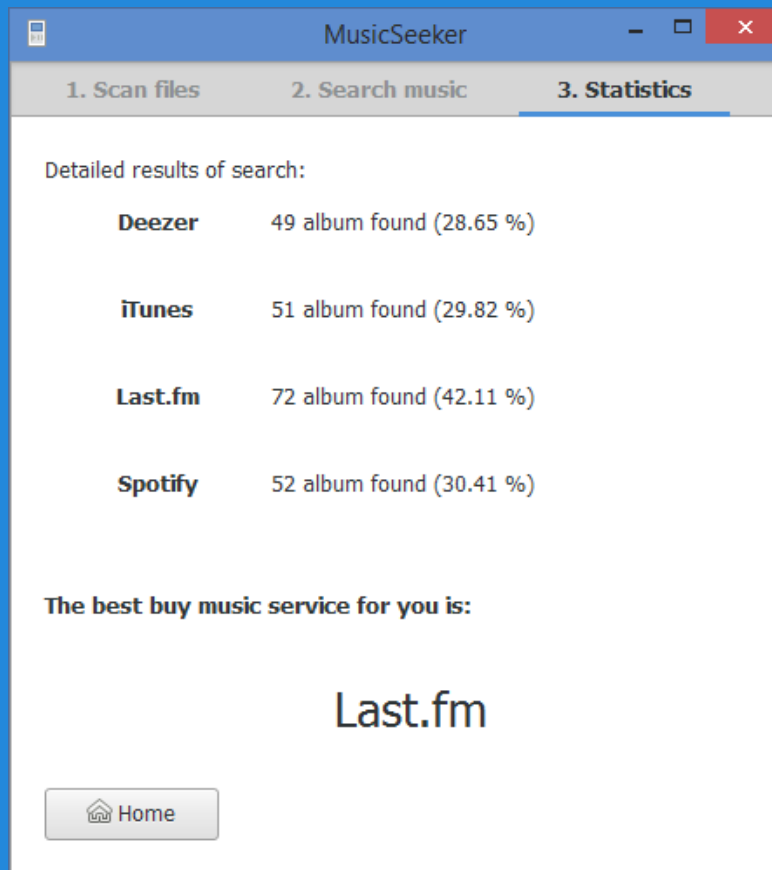 MusicSeeker
1. Scan files 2. Search music 3. Statistics
Detailed results of search:
Deezer 49 album found (28.65 %)
iTunes 51 album found (29.82 %)
Last.fm 72 album found (42.11 %)
Spotify 52 album found (30.41 %)
The best buy music service for you is:
Last.fm
Home